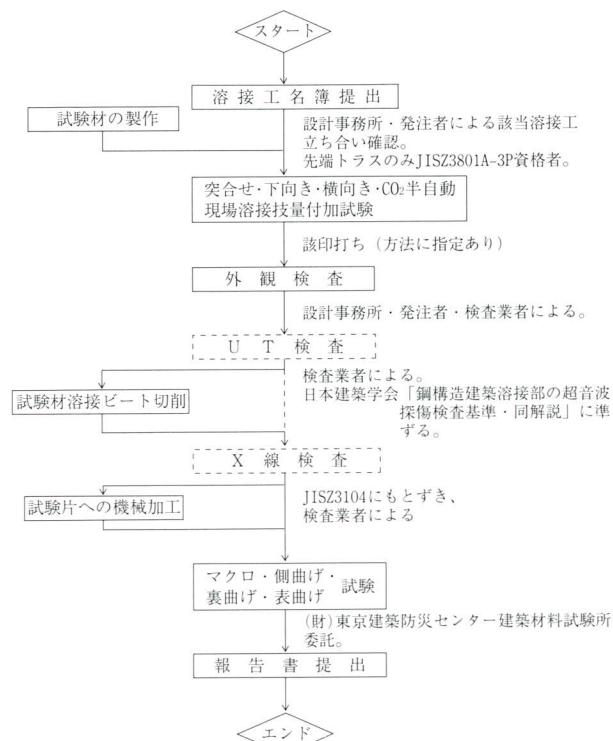 スタート
溶接工名簿提出
試験材の製作
設計事務所・発注者による該当溶接工
立ち合い確認。
先端トラスのみJISZ3801A-3P資格者。
突合せ・下向き・横向き・CO₂半自動
現場溶接技量付加試験
該印打ち（方法に指定あり）
外観検査
設計事務所・発注者・検査業者による。
UT検査
検査業者による。
日本建築学会「鋼構造建築溶接部の超音波
探傷検査基準・同解説」に準
ずる。
試験材溶接ビート切削
X線検査
JISZ3104にもとずき、
検査業者による
試験片への機械加工
マクロ・側曲げ・
裏曲げ・表曲げ 試験
(財)東京建築防災センター建築材料試験所
委託。
報告書提出
エンド